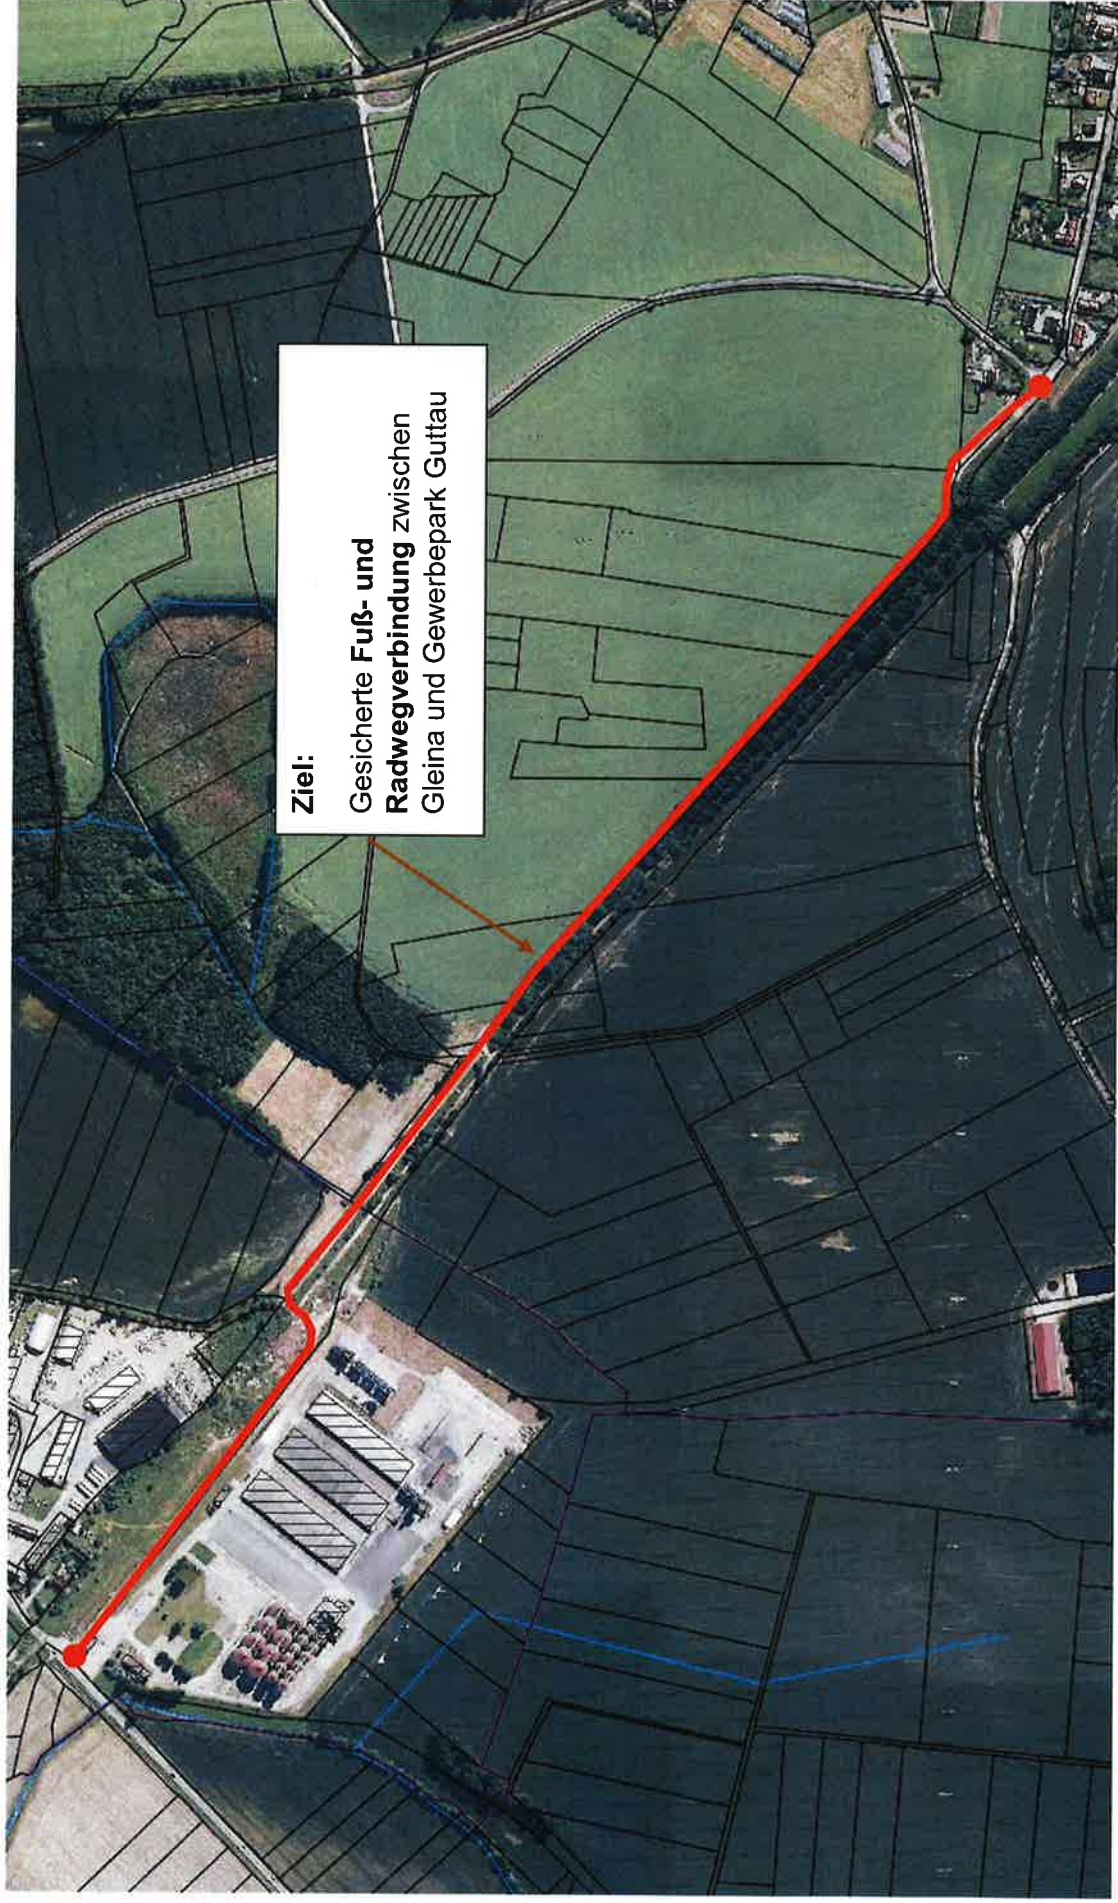 Ziel:
Gesicherte Fuß- und
Radwegverbindung zwischen
Gleina und Gewerbepark Guttau